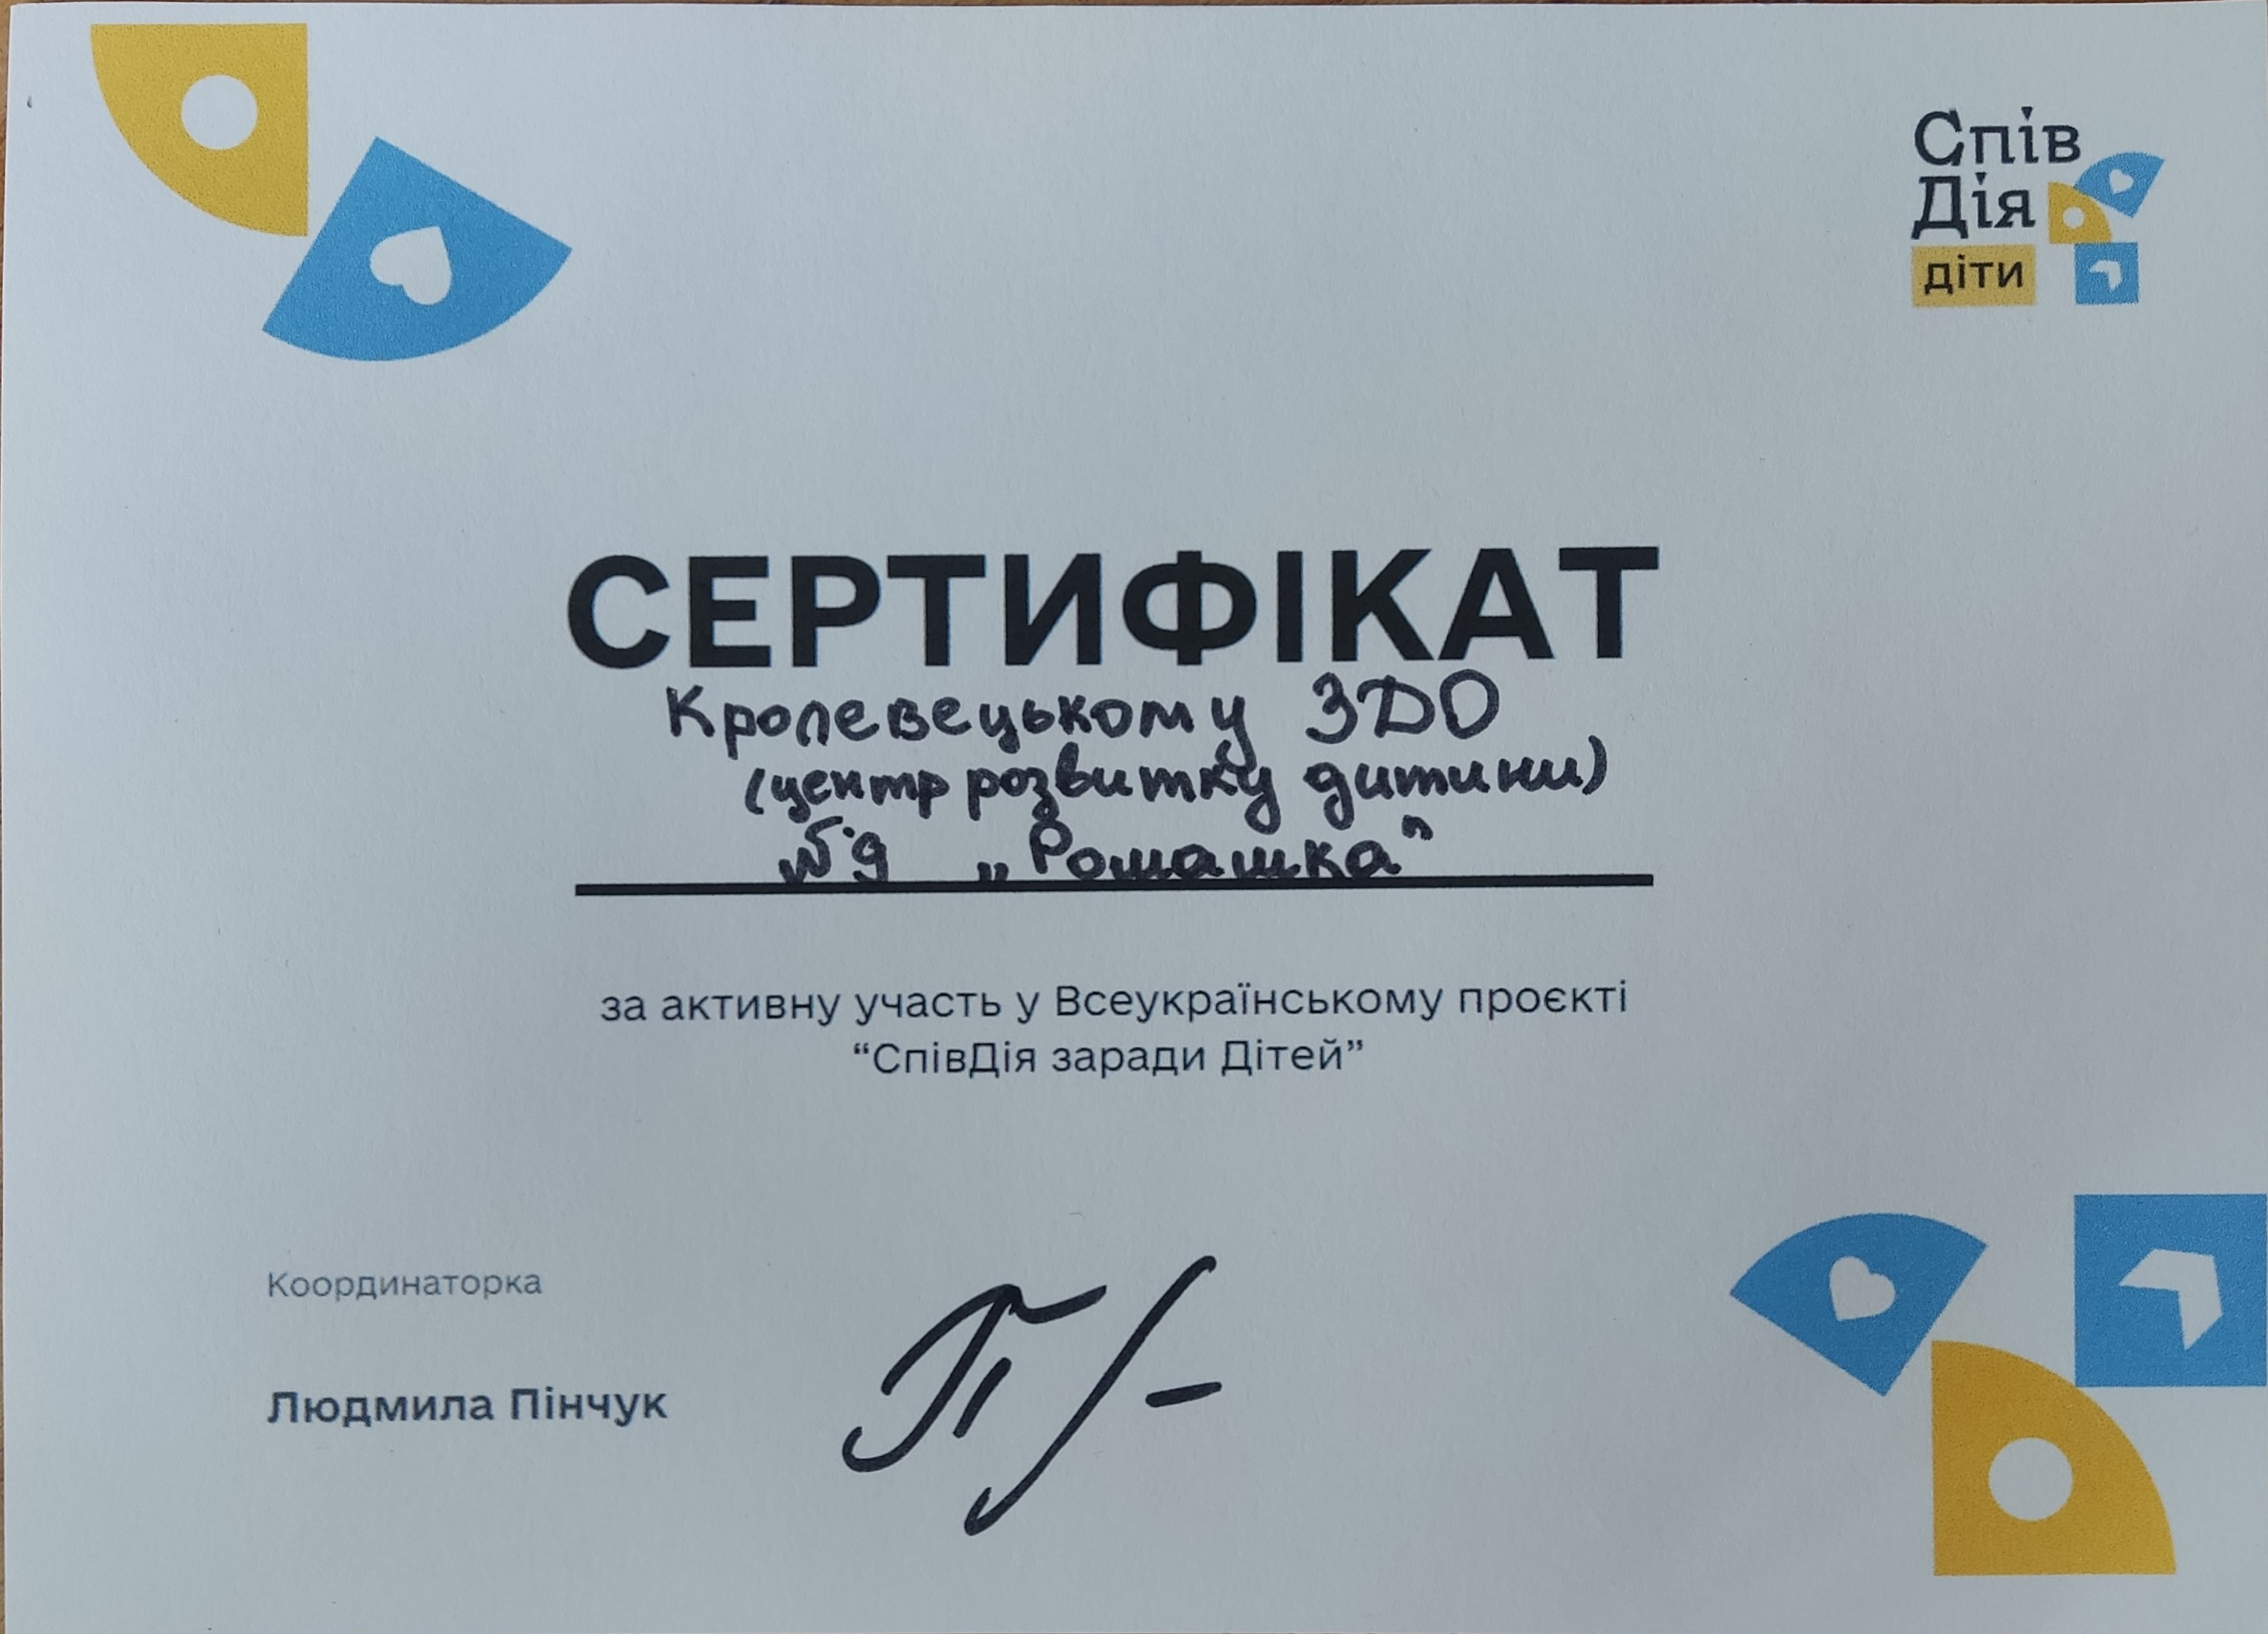 Спів
Дія
діти
СЕРТИФІКАТ
Кролевецькому ЗДО
(центр розвитку дитини)
№9 „Ромашка"
за активну участь у Всеукраїнському проєкті
“СпівДія заради Дітей”
Координаторка
Людмила Пінчук